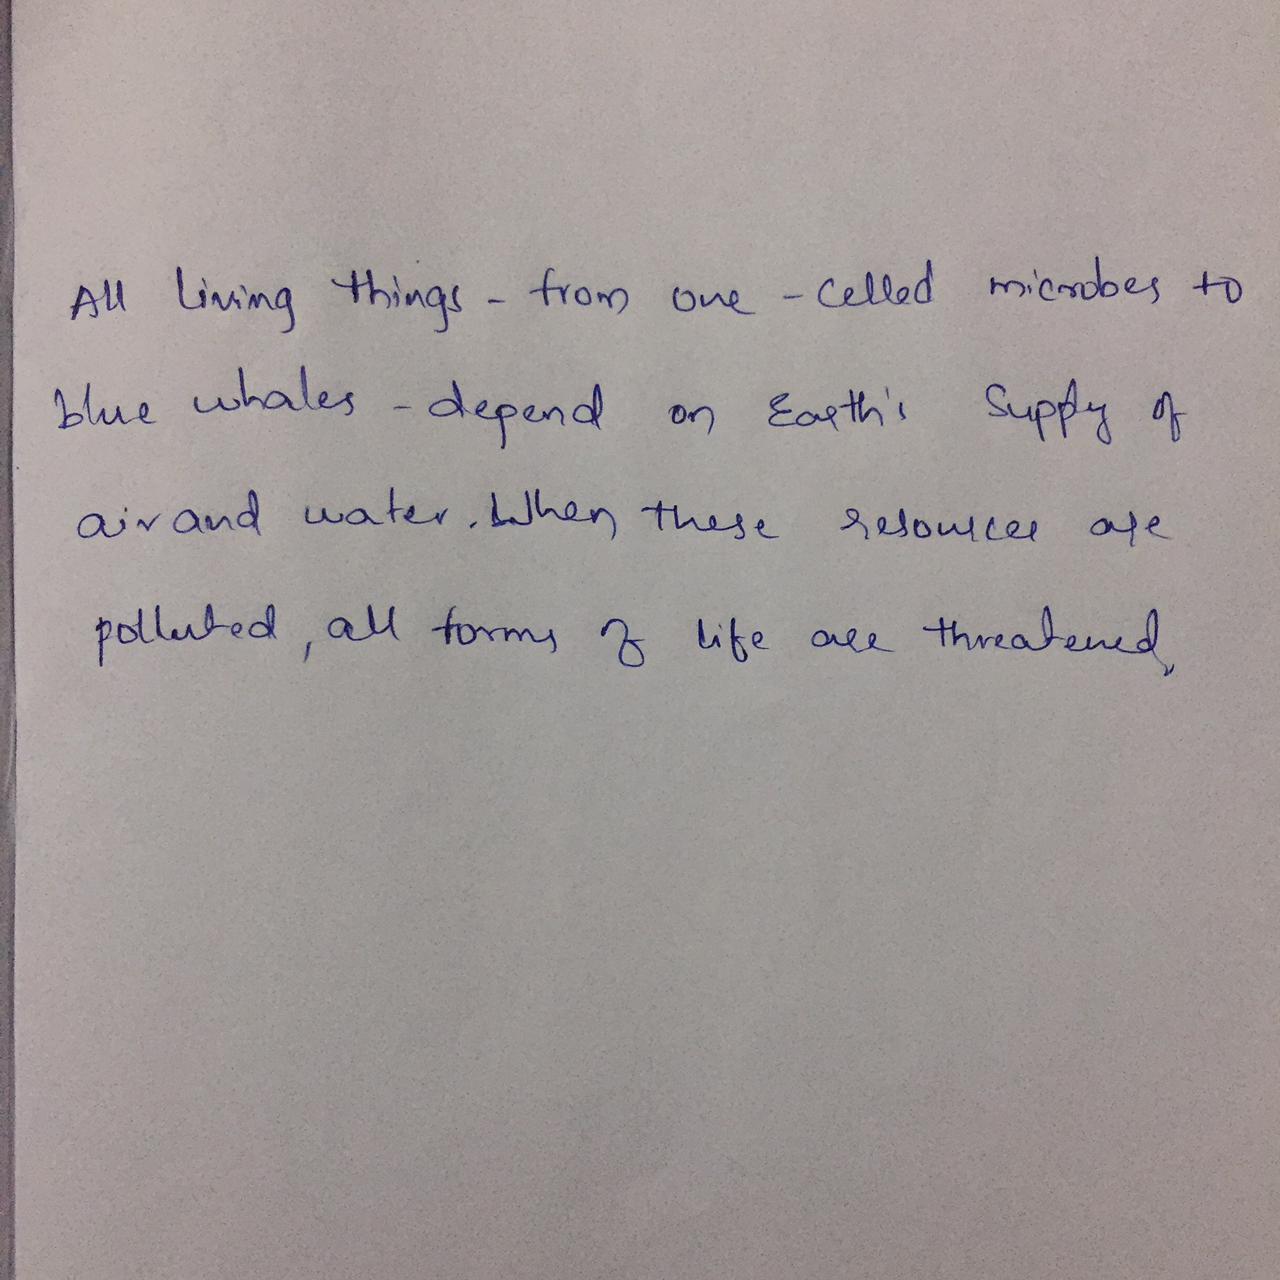 All living things - from one - celled microbes to
blue whales - depend on Earth's Supply of
air and water. When these resources are
polluted, all forms of life are threatened,